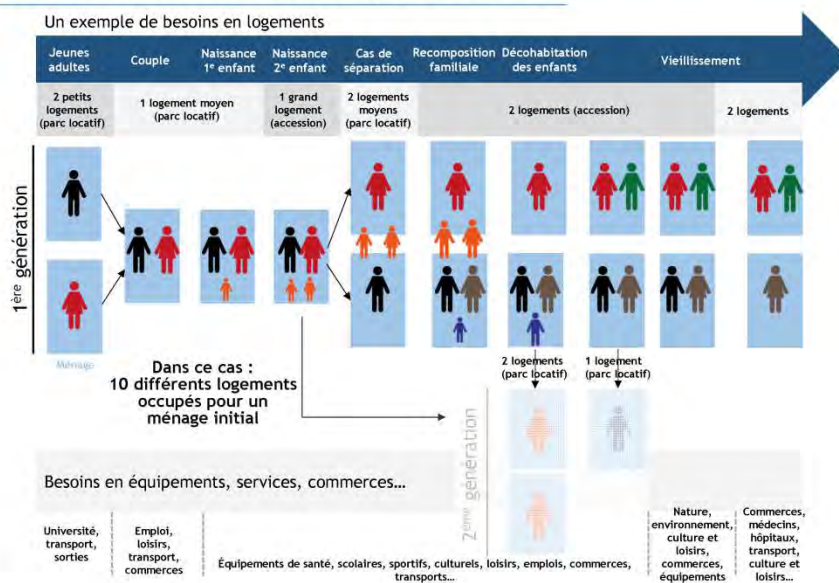 Un exemple de besoins en logements
Jeunes
adultes
Couple
Naissance
1e enfant
Naissance
2e enfant
Cas de
séparation
Recomposition
familiale
Décohabitation
des enfants
Vieillissement
2 petits
logements
(parc locatif)
1 logement moyen
(parc locatif)
1 grand
logement
(accession)
2 logements
moyens
(parc locatif)
2 logements (accession)
2 logements
1ère génération
Ménage
Dans ce cas :
10 différents logements
occupés pour un
ménage initial
2 logements
(parc locatif)
1 logement
(parc locatif)
2ème génération
Besoins en équipements, services, commerces…
Université,
transport,
sorties
Emploi,
loisirs,
transport,
commerces
Équipements de santé, scolaires, sportifs, culturels, loisirs, emplois, commerces,
transports…
Nature,
environnement,
culture et
loisirs,
commerces,
équipements
Commerces,
médecins,
hôpitaux,
transport,
culture et
loisirs…